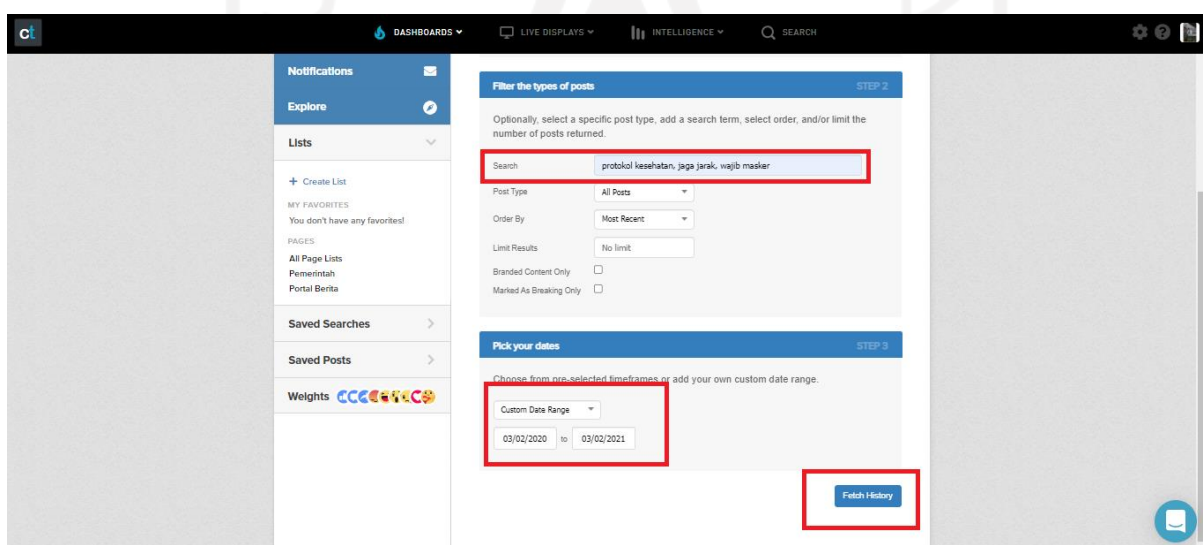 ct
DASHBOARDS
LIVE DISPLAYS
INTELLIGENCE
SEARCH
Notifications
Explore
Lists
+ Create List
MY FAVORITES
You don't have any favorites!
PAGES
All Page Lists
Pemerintah
Portal Berita
Saved Searches
Saved Posts
Weights
Filter the types of posts STEP 2
Optionally, select a specific post type, add a search term, select order, and/or limit the
number of posts returned.
Search protokol kesehatan, jaga jarak, wajib masker
Post Type All Posts
Order By Most Recent
Limit Results No limit
Branded Content Only
Marked As Breaking Only
Pick your dates STEP 3
Choose from pre-selected timeframes or add your own custom date range.
Custom Date Range
03/02/2020 to 03/02/2021
Fetch History